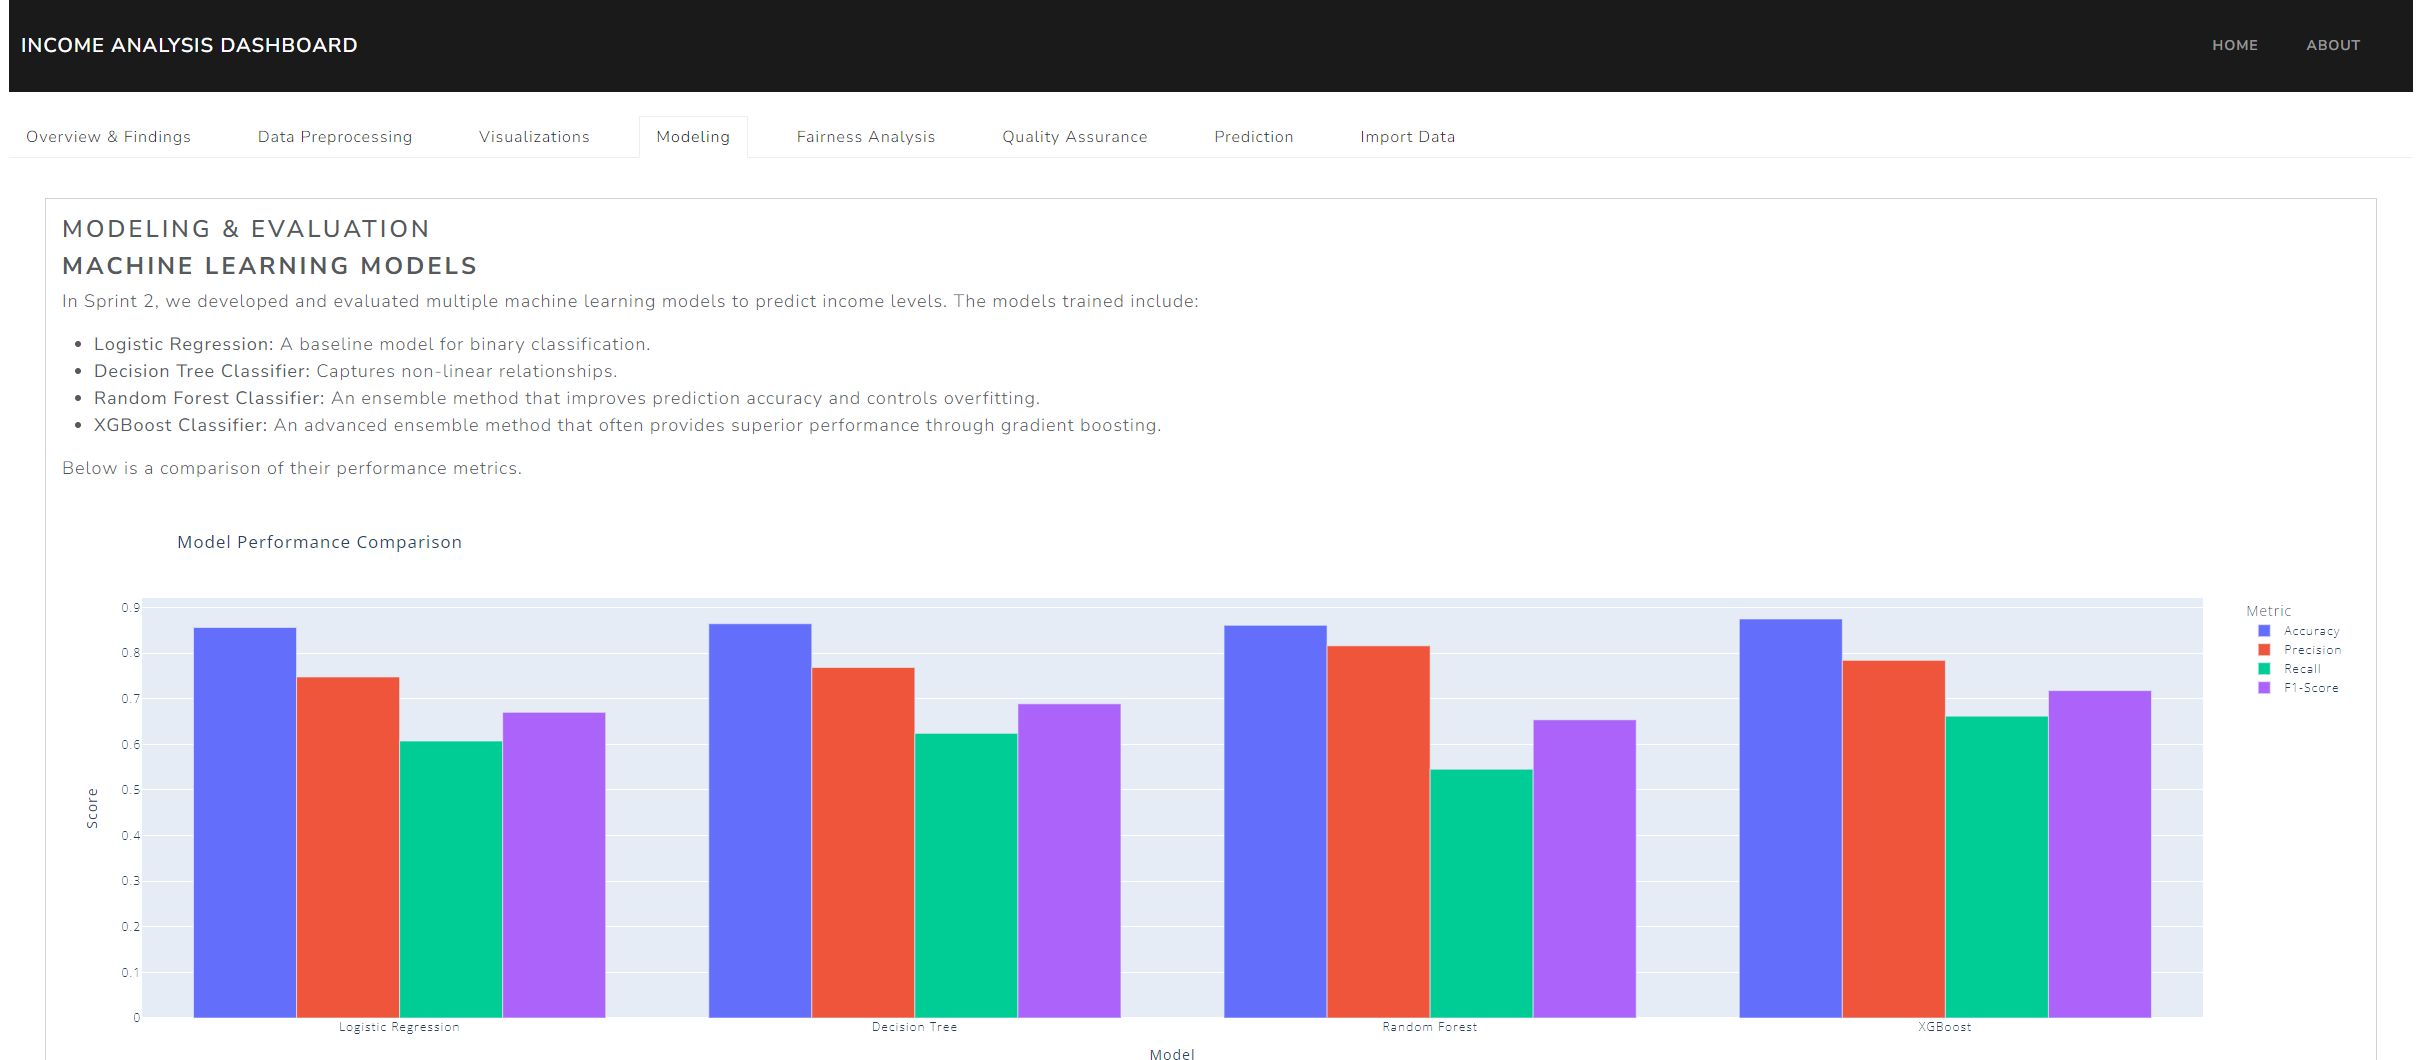 INCOME ANALYSIS DASHBOARD
HOME
ABOUT
Overview & Findings
Data Preprocessing
Visualizations
Modeling
Fairness Analysis
Quality Assurance
Prediction
Import Data
MODELING & EVALUATION
MACHINE LEARNING MODELS
In Sprint 2, we developed and evaluated multiple machine learning models to predict income levels. The models trained include:
• Logistic Regression: A baseline model for binary classification.
• Decision Tree Classifier: Captures non-linear relationships.
• Random Forest Classifier: An ensemble method that improves prediction accuracy and controls overfitting.
• XGBoost Classifier: An advanced ensemble method that often provides superior performance through gradient boosting.
Below is a comparison of their performance metrics.
Model Performance Comparison
0.9
0.8
0.7
0.6
0.5
0.4
0.3
0.2
0.1
0
Score
Logistic Regression
Decision Tree
Random Forest
XGBoost
Model
Metric
Accuracy
Precision
Recall
F1-Score